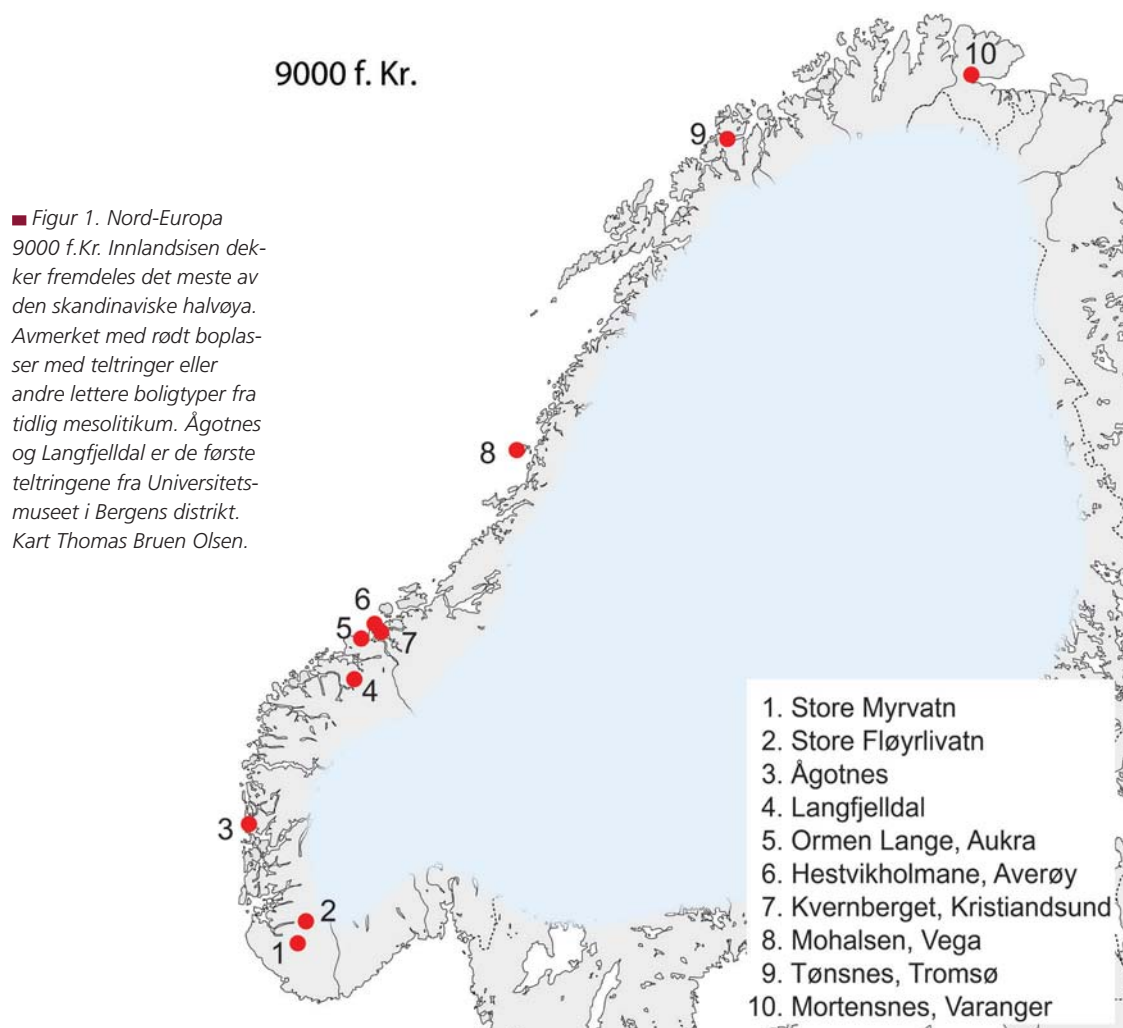 9000 f. Kr.
Figur 1. Nord-Europa
9000 f.Kr. Innlandsisen dek-
ker fremdeles det meste av
den skandinaviske halvøya.
Avmerket med rødt boplas-
ser med teltringer eller
andre lettere boligtyper fra
tidlig mesolitikum. Ågotnes
og Langfjelldal er de første
teltringene fra Universitets-
museet i Bergens distrikt.
Kart Thomas Bruen Olsen.
10
9
8
6
5
7
4
3
2
1
1. Store Myrvatn
2. Store Fløyrlivatn
3. Ågotnes
4. Langfjelldal
5. Ormen Lange, Aukra
6. Hestvikholmane, Averøy
7. Kvernberget, Kristiandsund
8. Mohalsen, Vega
9. Tønsnes, Tromsø
10. Mortensnes, Varanger